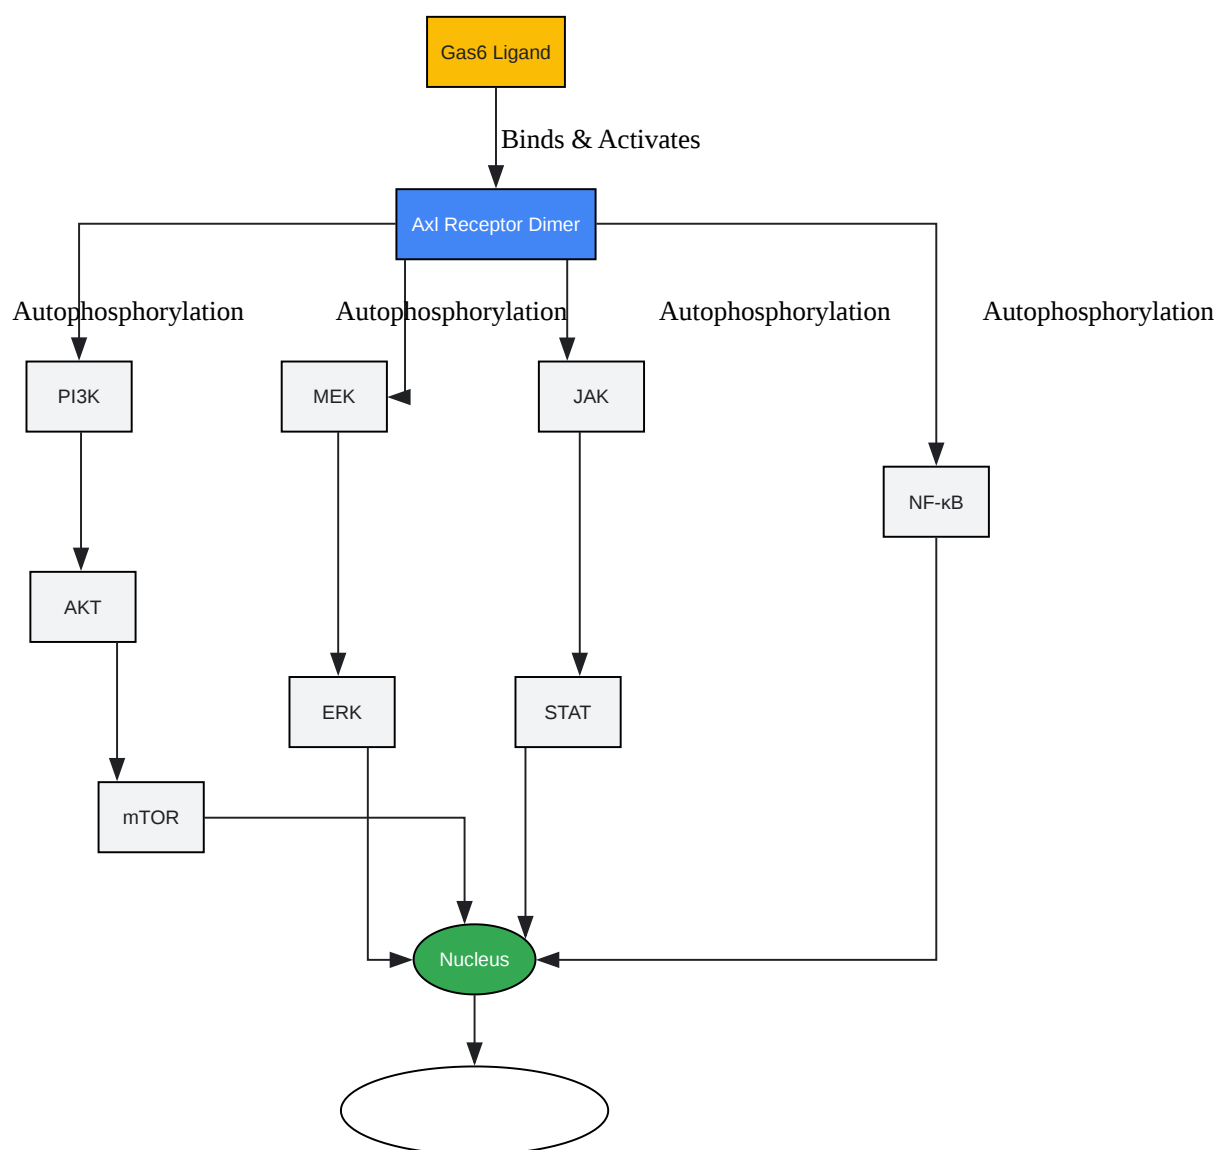 Gas6 Ligand
Binds & Activates
Axl Receptor Dimer
Autophosphorylation
Autophosphorylation
Autophosphorylation
Autophosphorylation
PI3K
MEK
JAK
NF-κB
AKT
ERK
STAT
mTOR
Nucleus